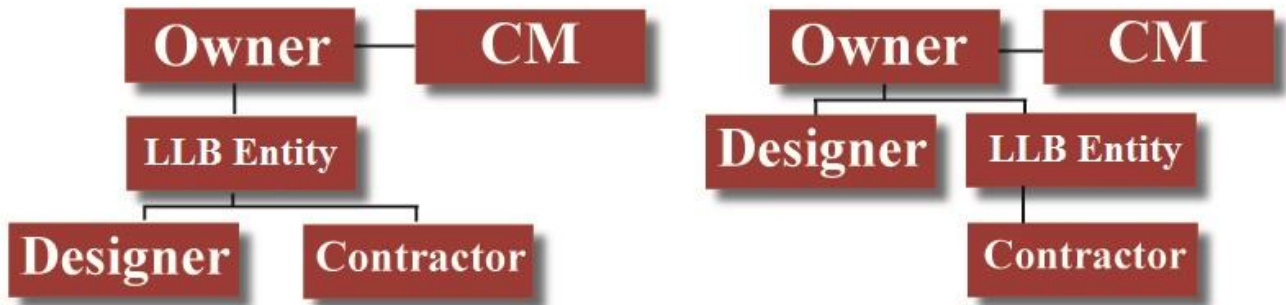 Owner
CM
LLB Entity
Designer
Contractor
Owner
CM
Designer
LLB Entity
Contractor